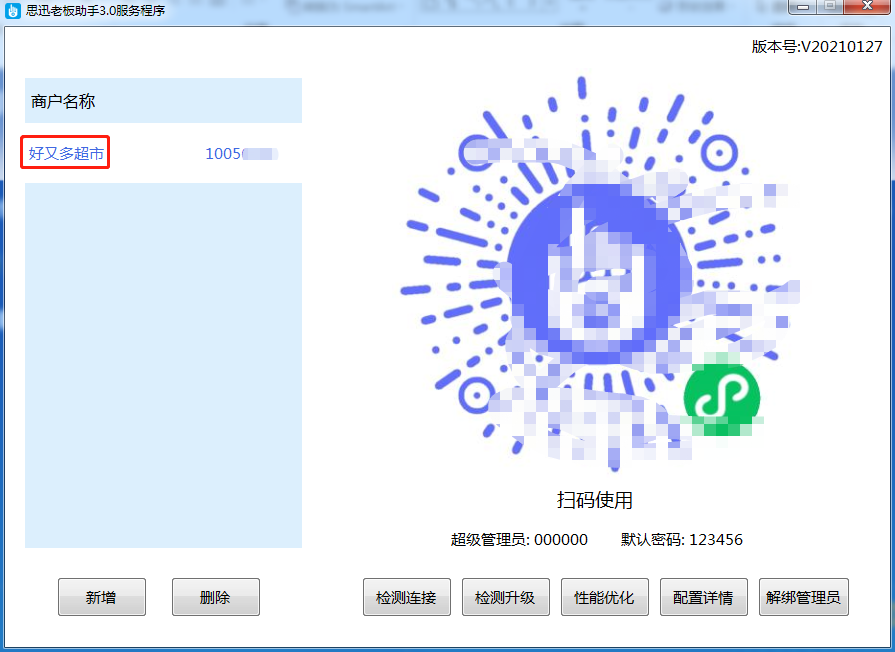 思迅老板助手3.0服务程序
版本号:V20210127
商户名称
好又多超市 1005
扫码使用
超级管理员: 000000 默认密码: 123456
新增 删除 检测连接 检测升级 性能优化 配置详情 解绑管理员